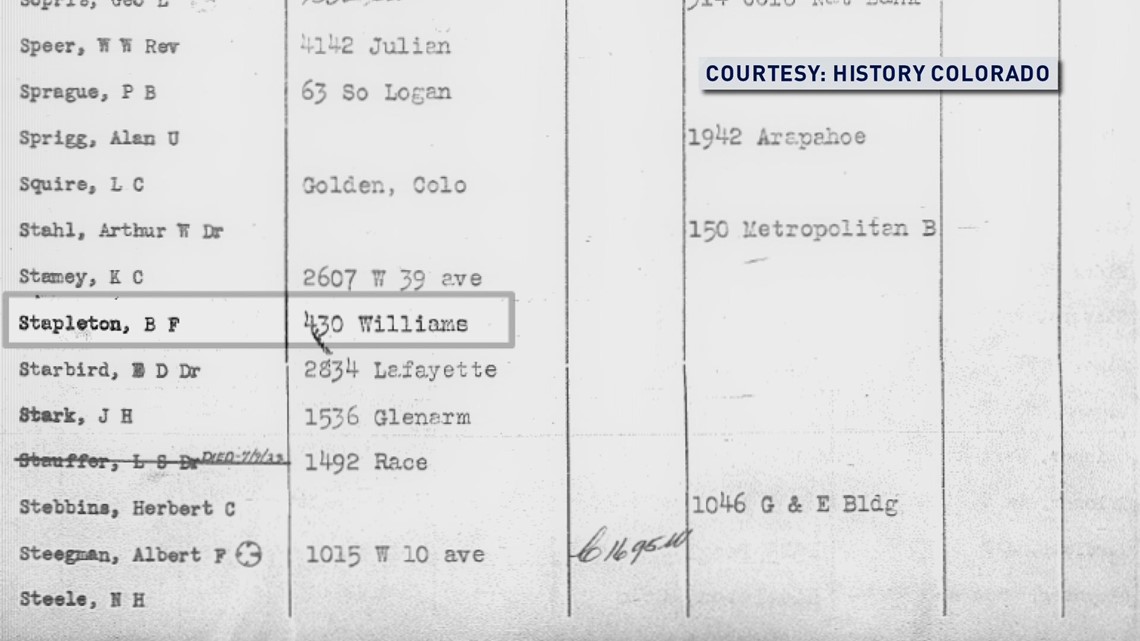 Speer, W W Rev 4142 Julian
COURTESY: HISTORY COLORADO
Sprague, P B 63 So Logan
Sprigg, Alan U 1942 Arapahoe
Squire, L C Golden, Colo
Stahl, Arthur W Dr 150 Metropolitan B
Stamey, K C 2607 W 39 ave
Stapleton, B F 430 Williams
Starbird, E D Dr 2834 Lafayette
Stark, J H 1536 Glenarm
Stauffer, L S Dr DIED 1492 Race
Stebbins, Herbert C 1046 G & E Bldg
Steegman, Albert F 1015 W 10 ave
Steele, N H